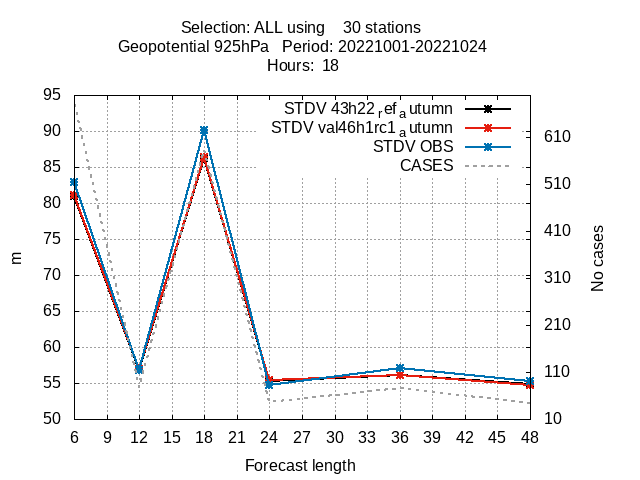 Selection: ALL using    30 stations
Geopotential 925hPa   Period: 20221001-20221024
Hours:  18
STDV 43h22refautumn
STDV val46h1rc1autumn
STDV OBS
CASES
95
90
85
80
75
70
65
60
55
50
m
610
510
410
310
210
110
10
No cases
6 9 12 15 18 21 24 27 30 33 36 39 42 45 48
Forecast length